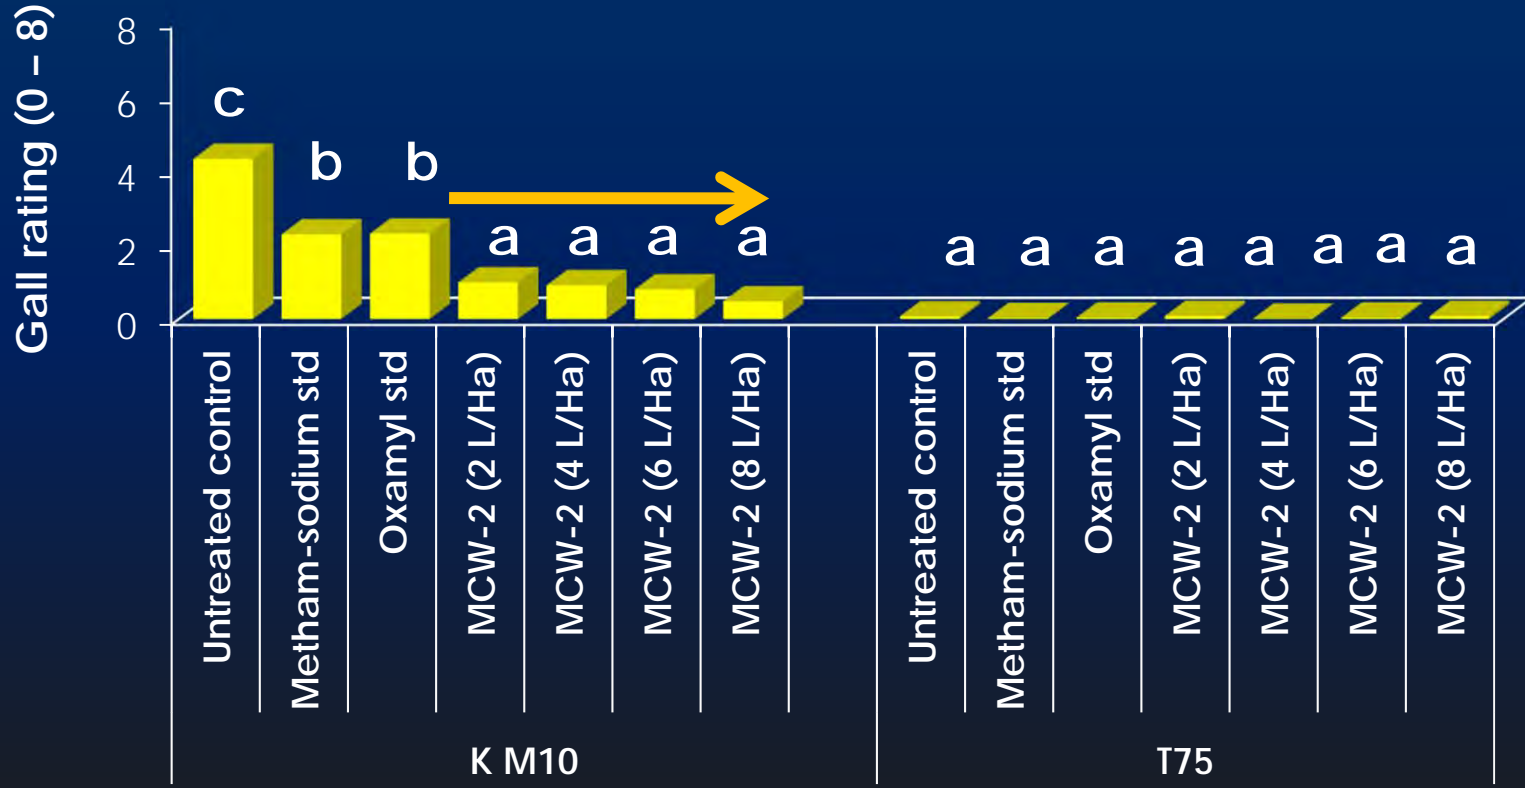 Gall rating (0 – 8)
8
6
4
2
0
c
b
b
a
a
a
a
a
a
a
a
a
a
a
a
Untreated control
Metham-sodium std
Oxamyl std
MCW-2 (2 L/Ha)
MCW-2 (4 L/Ha)
MCW-2 (6 L/Ha)
MCW-2 (8 L/Ha)
Untreated control
Metham-sodium std
Oxamyl std
MCW-2 (2 L/Ha)
MCW-2 (4 L/Ha)
MCW-2 (6 L/Ha)
MCW-2 (8 L/Ha)
K M10
T75